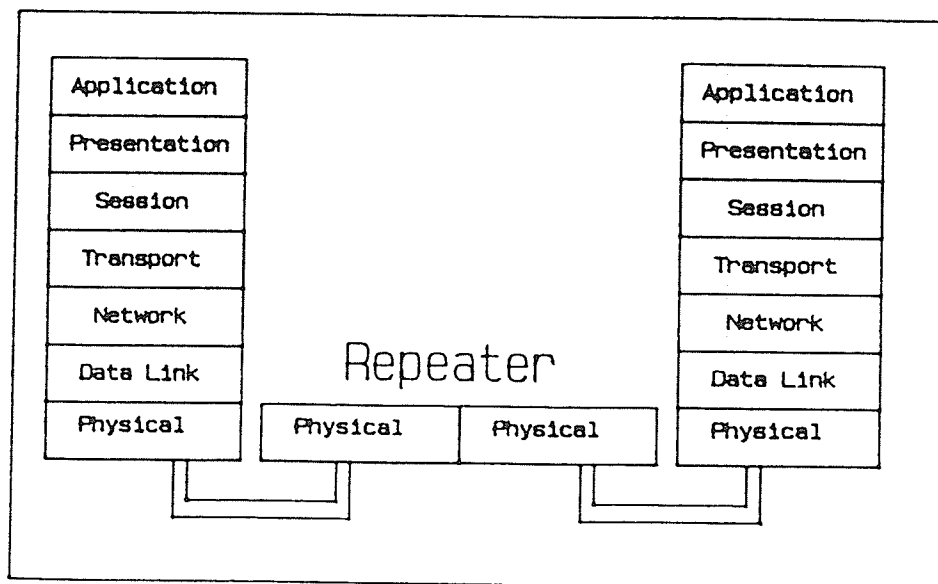 Application
Presentation
Session
Transport
Network
Data Link
Physical
Repeater
Physical
Physical
Application
Presentation
Session
Transport
Network
Data Link
Physical